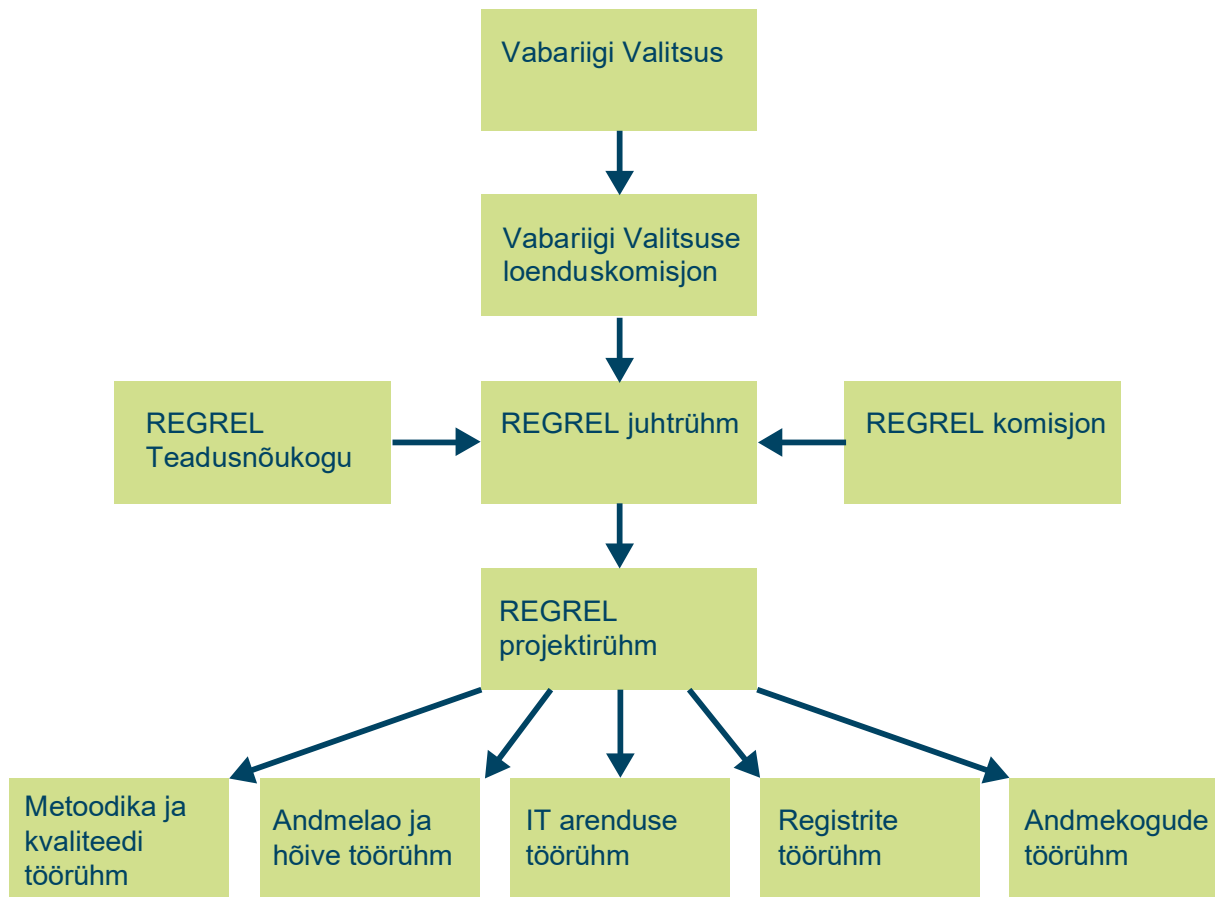 Vabariigi Valitsus
Vabariigi Valitsuse
loenduskomisjon
REGREL
Teadusnõukogu
REGREL juhtrühm
REGREL komisjon
REGREL
projektirühm
Metoodika ja
kvaliteedi
töörühm
Andmelao ja
hõive töörühm
IT arenduse
töörühm
Registrite
töörühm
Andmekogude
töörühm